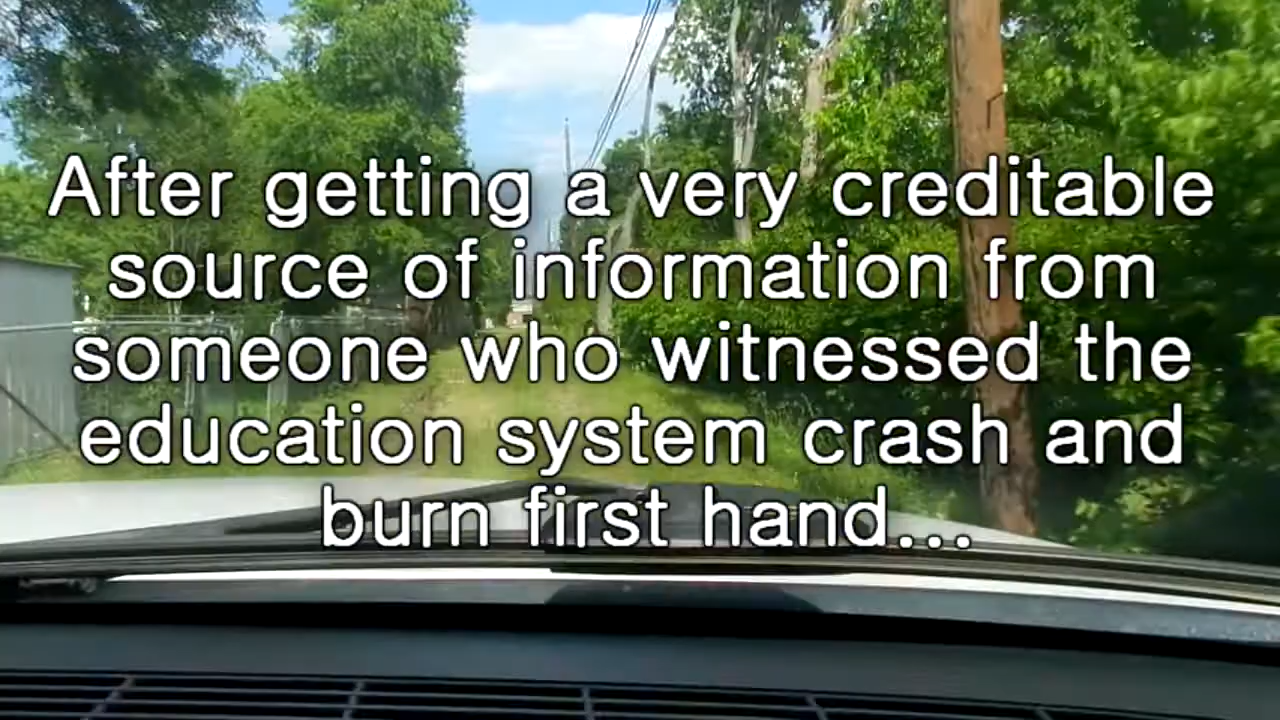 After getting a very creditable
source of information from
someone who witnessed the
education system crash and
burn first hand...